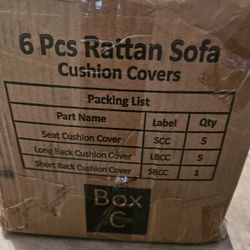 6 Pcs Rattan Sofa
Cushion Covers
Packing List
Part Name Label Qty
Seat Cushion Cover SCC 5
Long Back Cushion Cover LBCC 5
Short Back Cushion Cover SBCC 1
Box
C